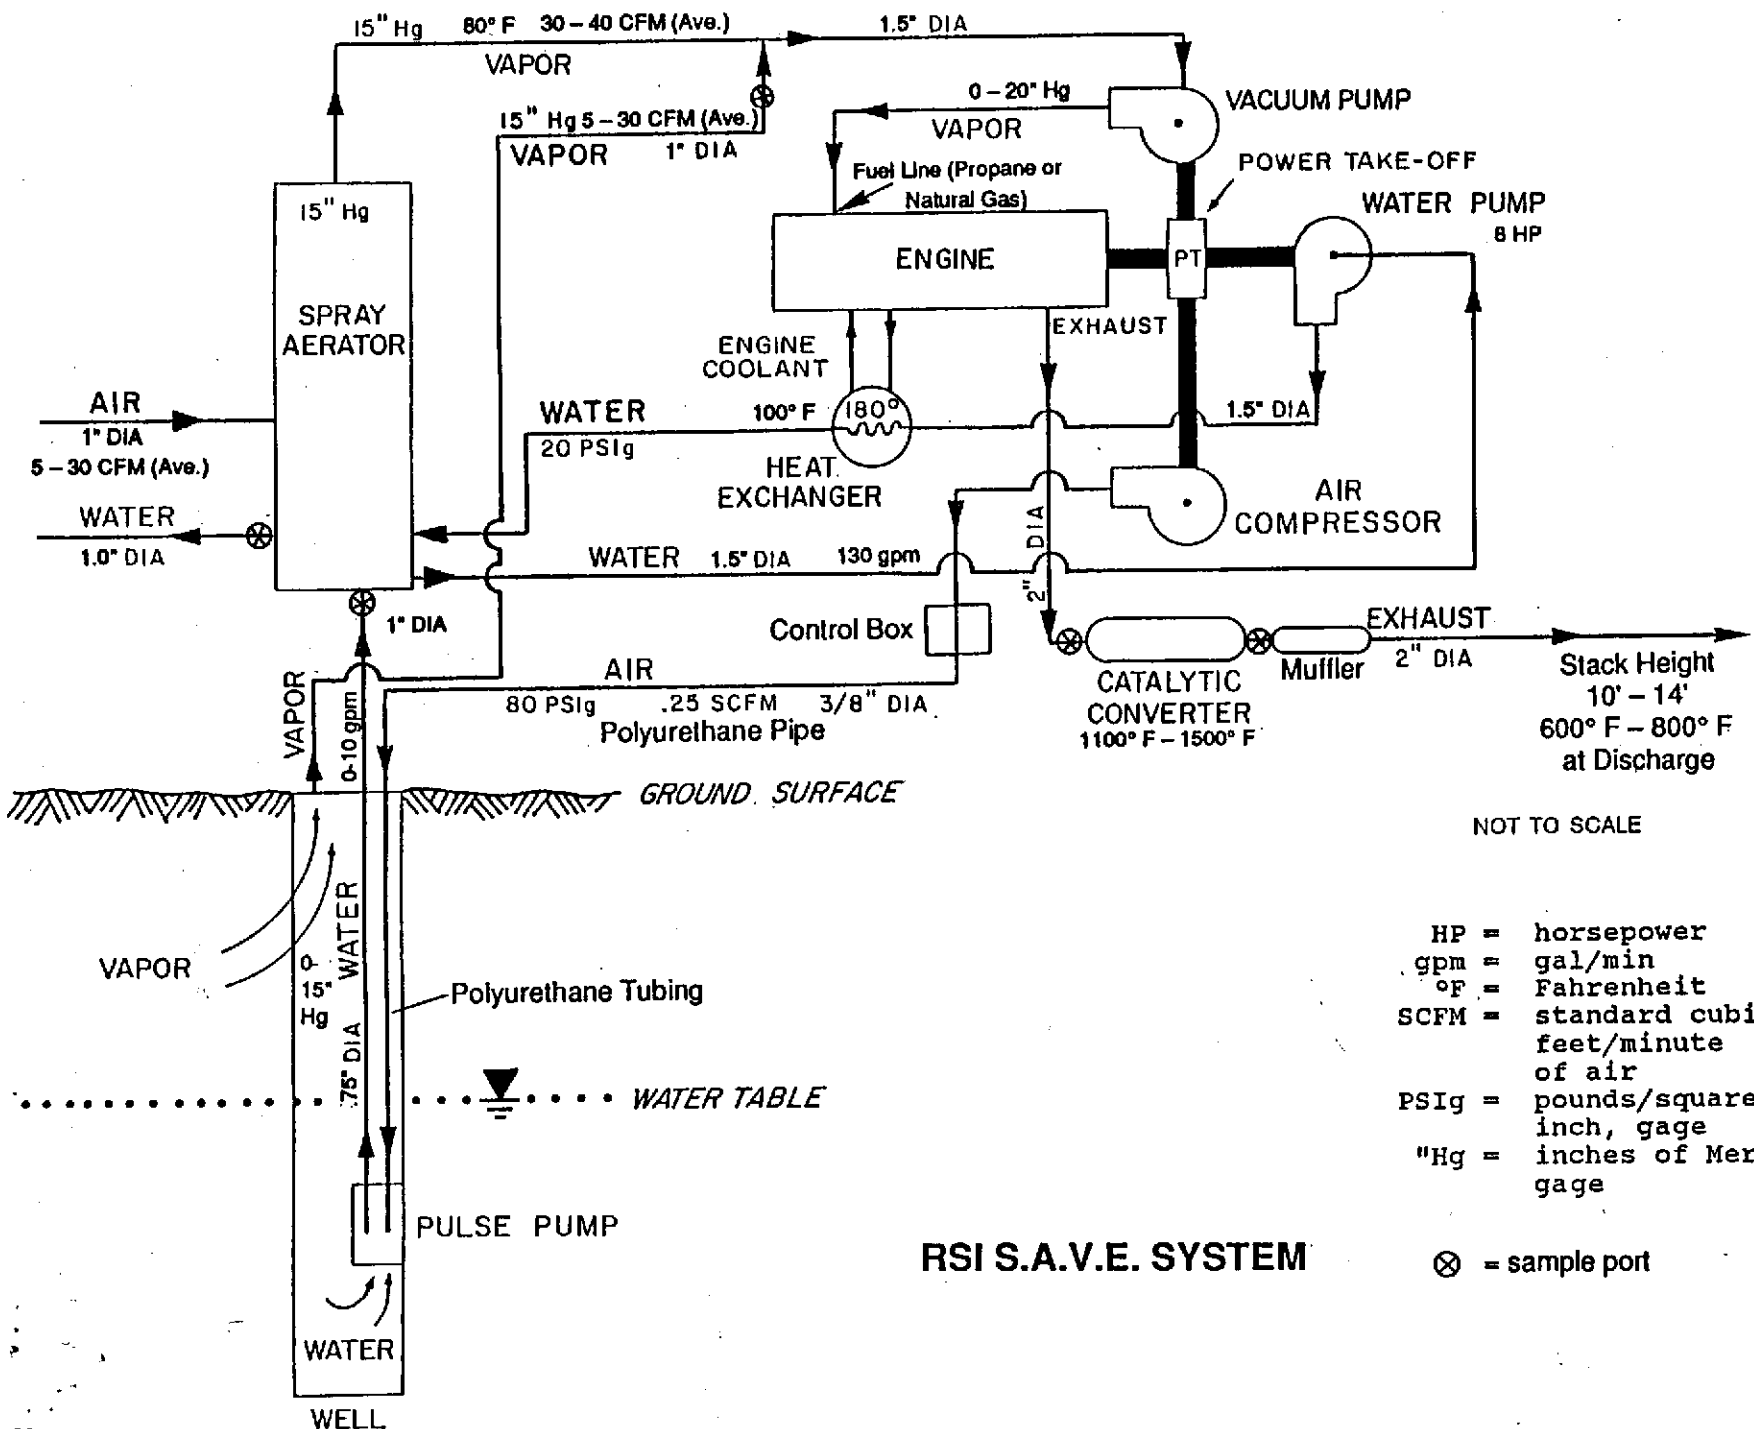 15" Hg 80° F 30 – 40 CFM (Ave.)
VAPOR
1.5" DIA
15" Hg 5 – 30 CFM (Ave.)
VAPOR 1" DIA
0 – 20" Hg
VAPOR
VACUUM PUMP
Fuel Line (Propane or
Natural Gas)
POWER TAKE-OFF
WATER PUMP
8 HP
15" Hg
SPRAY
AERATOR
ENGINE
PT
EXHAUST
ENGINE
COOLANT
AIR
1" DIA
5 – 30 CFM (Ave.)
WATER
20 PSIg
100° F
180°
1.5" DIA
HEAT
EXCHANGER
AIR
COMPRESSOR
WATER
1.0" DIA
WATER 1.5" DIA 130 gpm
2" DIA
1" DIA
Control Box
EXHAUST
2" DIA
Muffler
CATALYTIC
CONVERTER
1100° F – 1500° F
Stack Height
10' – 14'
600° F – 800° F
at Discharge
AIR
80 PSIg .25 SCFM 3/8" DIA
Polyurethane Pipe
VAPOR
0-10 gpm
GROUND SURFACE
NOT TO SCALE
VAPOR
0-
15"
Hg
WATER
.75" DIA
Polyurethane Tubing
WATER TABLE
PULSE PUMP
WATER
WELL
HP = horsepower
gpm = gal/min
°F = Fahrenheit
SCFM = standard cubi
feet/minute
of air
PSIg = pounds/square
inch, gage
"Hg = inches of Mer
gage
RSI S.A.V.E. SYSTEM
= sample port